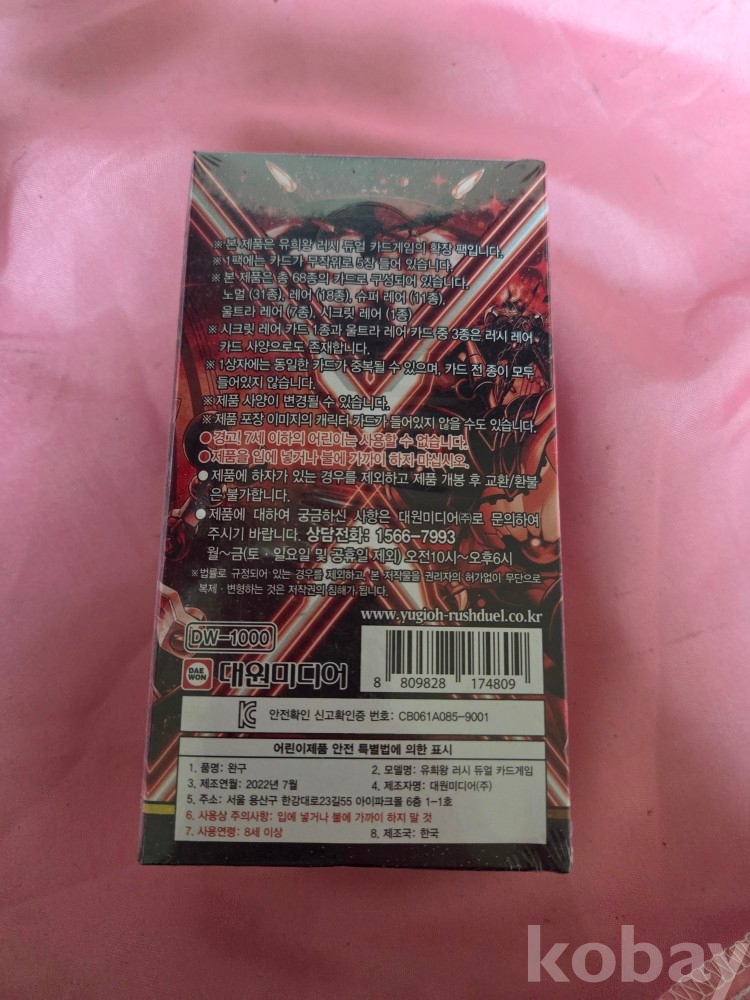 ※본 제품은 유희왕 러시 듀얼 카드게임의 확장 팩입니다.
※1팩에는 카드가 무작위로 5장 들어 있습니다.
※본 제품은 총 68종의 카드로 구성되어 있습니다.
노멀 (31종), 레어 (18종), 슈퍼 레어 (11종),
울트라 레어 (7종), 시크릿 레어 (1종)
※시크릿 레어 카드 1종과 울트라 레어 카드 중 3종은 러시 레어
카드 사양으로도 존재합니다.
※1상자에는 동일한 카드가 중복될 수 있으며, 카드 전 종이 모두
들어있지 않습니다.
※제품 사양이 변경될 수 있습니다.
※제품 포장 이미지의 캐릭터 카드가 들어있지 않을 수도 있습니다.
●경고! 7세 이하의 어린이는 사용할 수 없습니다.
●제품을 입에 넣거나 불에 가까이 하지 마십시오.
●제품에 하자가 있는 경우를 제외하고 제품 개봉 후 교환/환불
은 불가합니다.
●제품에 대하여 궁금하신 사항은 대원미디어㈜로 문의하여
주시기 바랍니다. 상담전화: 1566-7993
월~금(토·일요일 및 공휴일 제외) 오전10시~오후6시
※법률로 규정되어 있는 경우를 제외하고, 본 저작물을 권리자의 허가없이 무단으로
복제·변형하는 것은 저작권의 침해가 됩니다.
www.yugioh-rushduel.co.kr
DW-1000
DAE WON 대원미디어
8 809828 174809
KC 안전확인 신고확인증 번호: CB061A085-9001
어린이제품 안전 특별법에 의한 표시
1. 품명: 완구 2. 모델명: 유희왕 러시 듀얼 카드게임
3. 제조연월: 2022년 7월 4. 제조자명: 대원미디어(주)
5. 주소: 서울 용산구 한강대로23길55 아이파크몰 6층 1-1호
6. 사용상 주의사항: 입에 넣거나 불에 가까이 하지 말 것
7. 사용연령: 8세 이상 8. 제조국: 한국
kobay